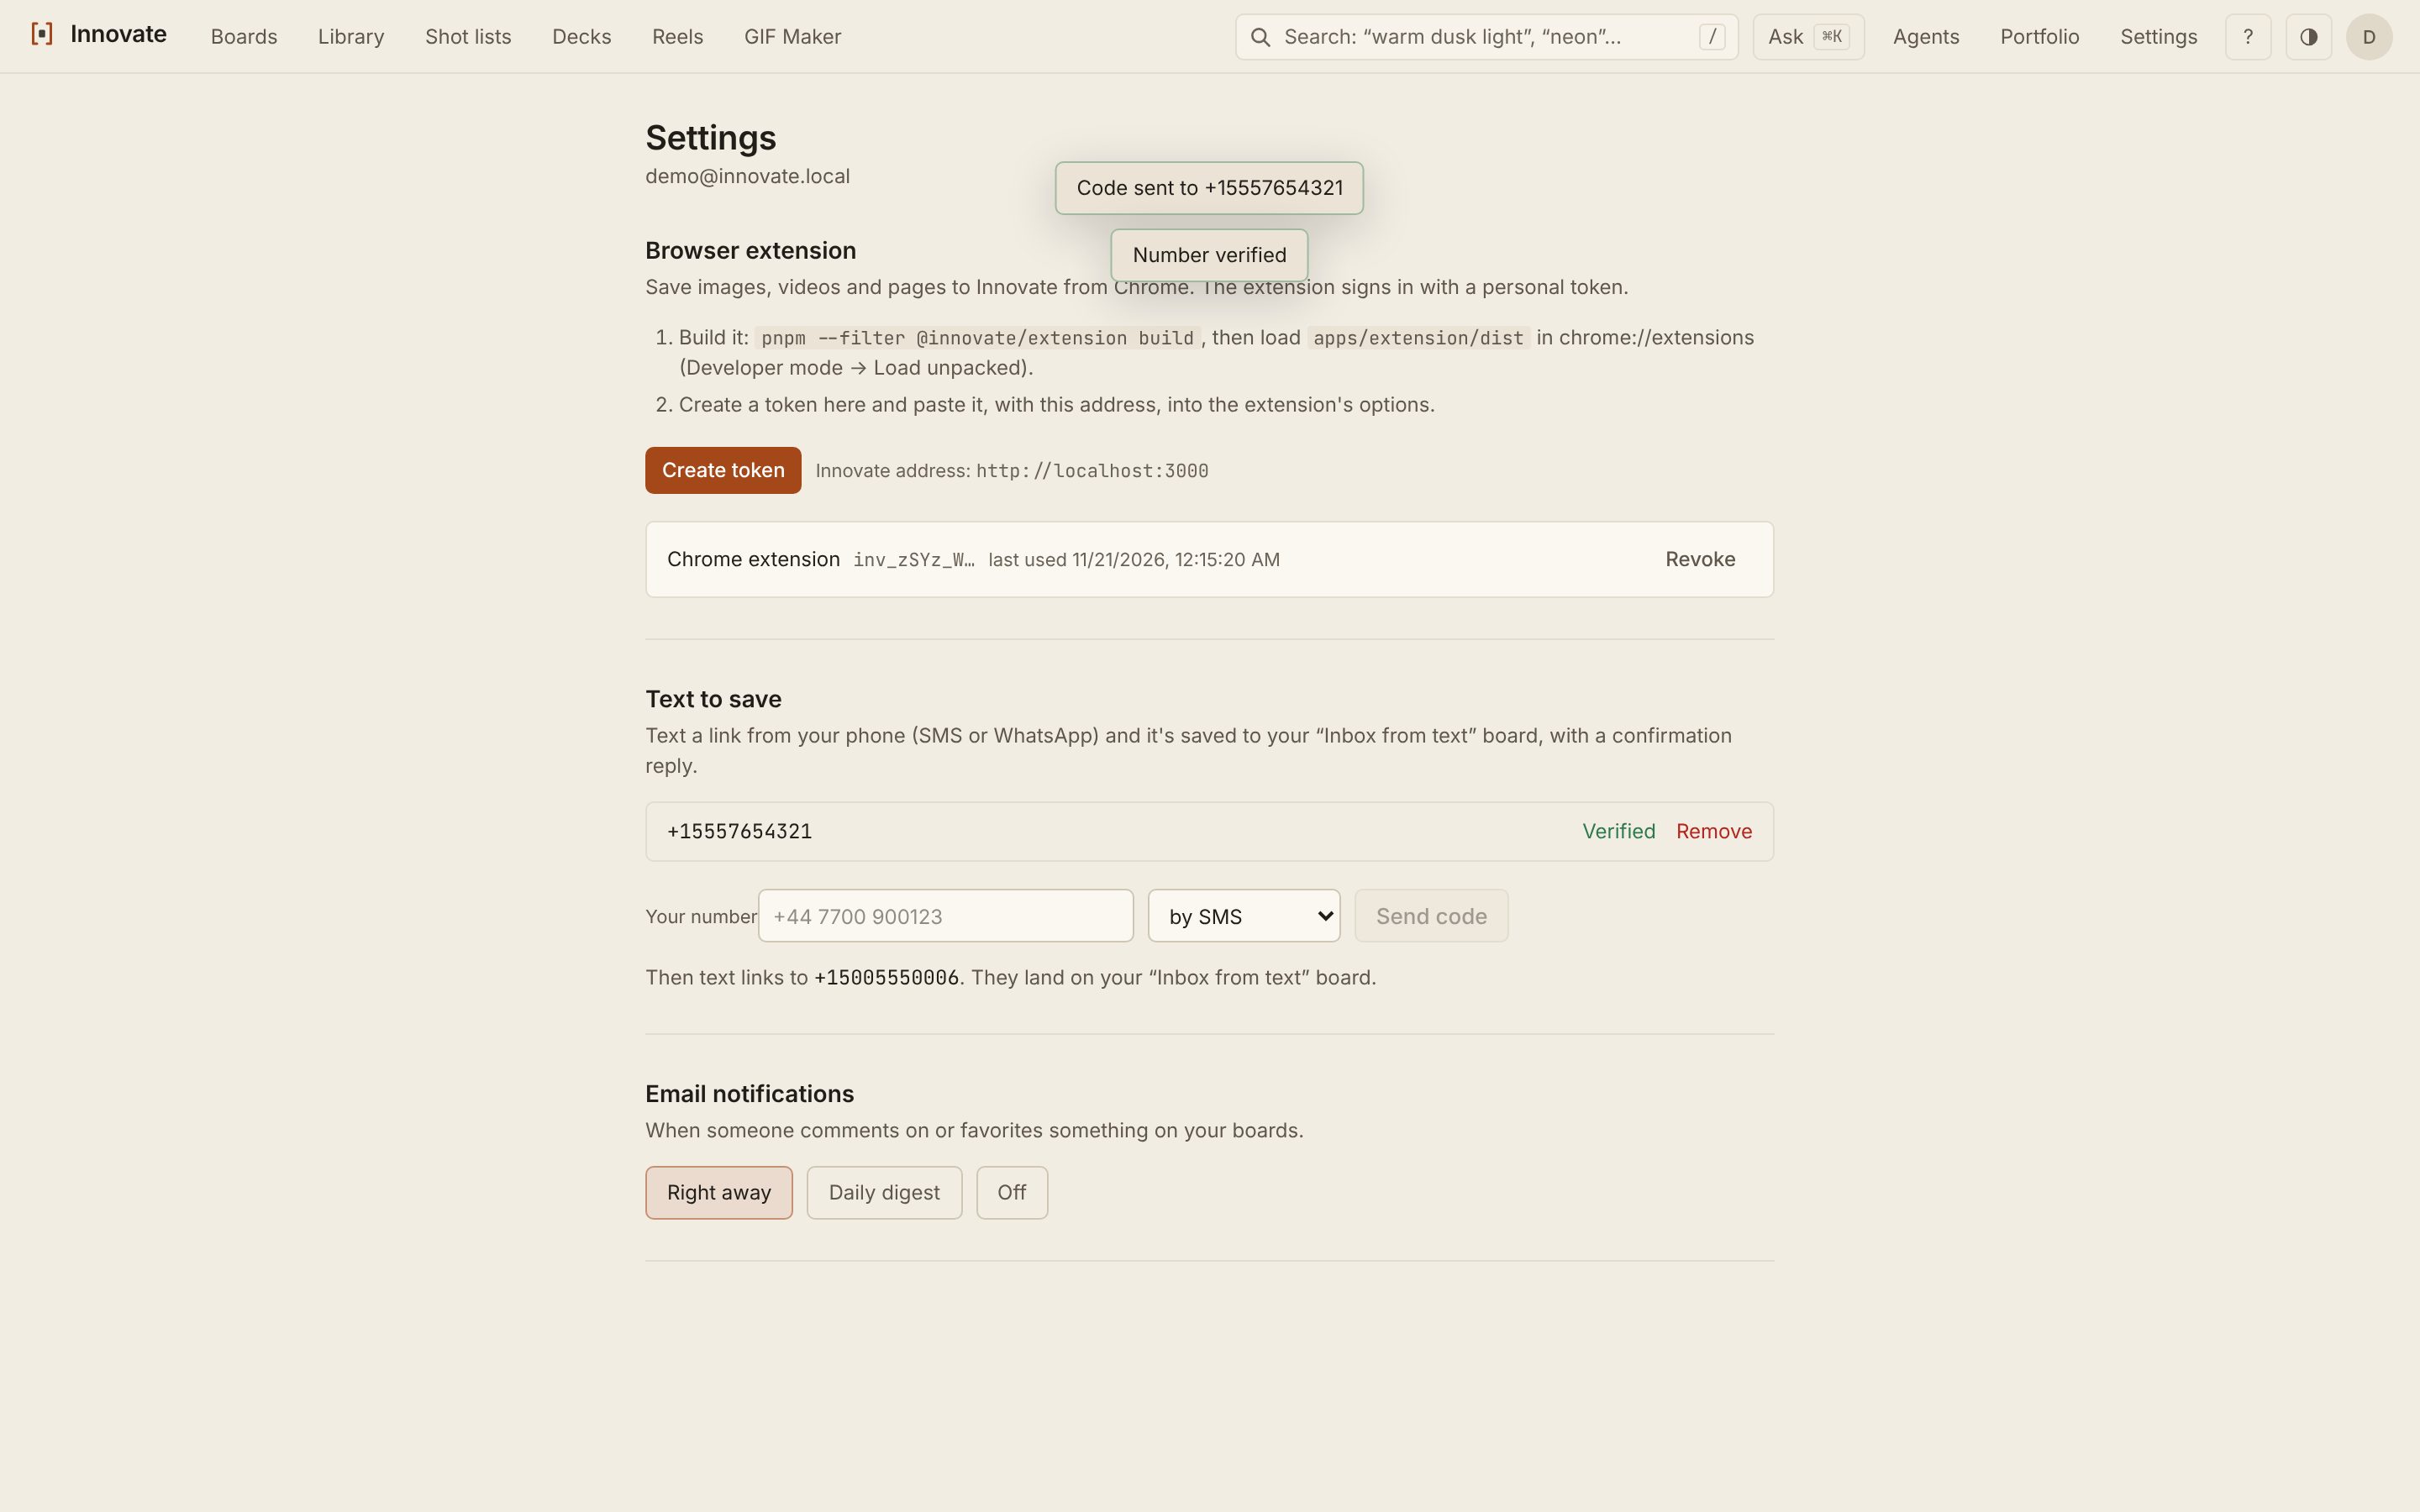 Innovate
Boards
Library
Shot lists
Decks
Reels
GIF Maker
Search: “warm dusk light”, “neon”…
/
Ask ⌘K
Agents
Portfolio
Settings
?
D
Settings
demo@innovate.local
Code sent to +15557654321
Number verified
Browser extension
Save images, videos and pages to Innovate from Chrome. The extension signs in with a personal token.
1. Build it: pnpm --filter @innovate/extension build, then load apps/extension/dist in chrome://extensions
(Developer mode → Load unpacked).
2. Create a token here and paste it, with this address, into the extension's options.
Create token
Innovate address: http://localhost:3000
Chrome extension inv_zSYz_W… last used 11/21/2026, 12:15:20 AM
Revoke
Text to save
Text a link from your phone (SMS or WhatsApp) and it's saved to your “Inbox from text” board, with a confirmation
reply.
+15557654321
Verified
Remove
Your number
+44 7700 900123
by SMS
Send code
Then text links to +15005550006. They land on your “Inbox from text” board.
Email notifications
When someone comments on or favorites something on your boards.
Right away
Daily digest
Off